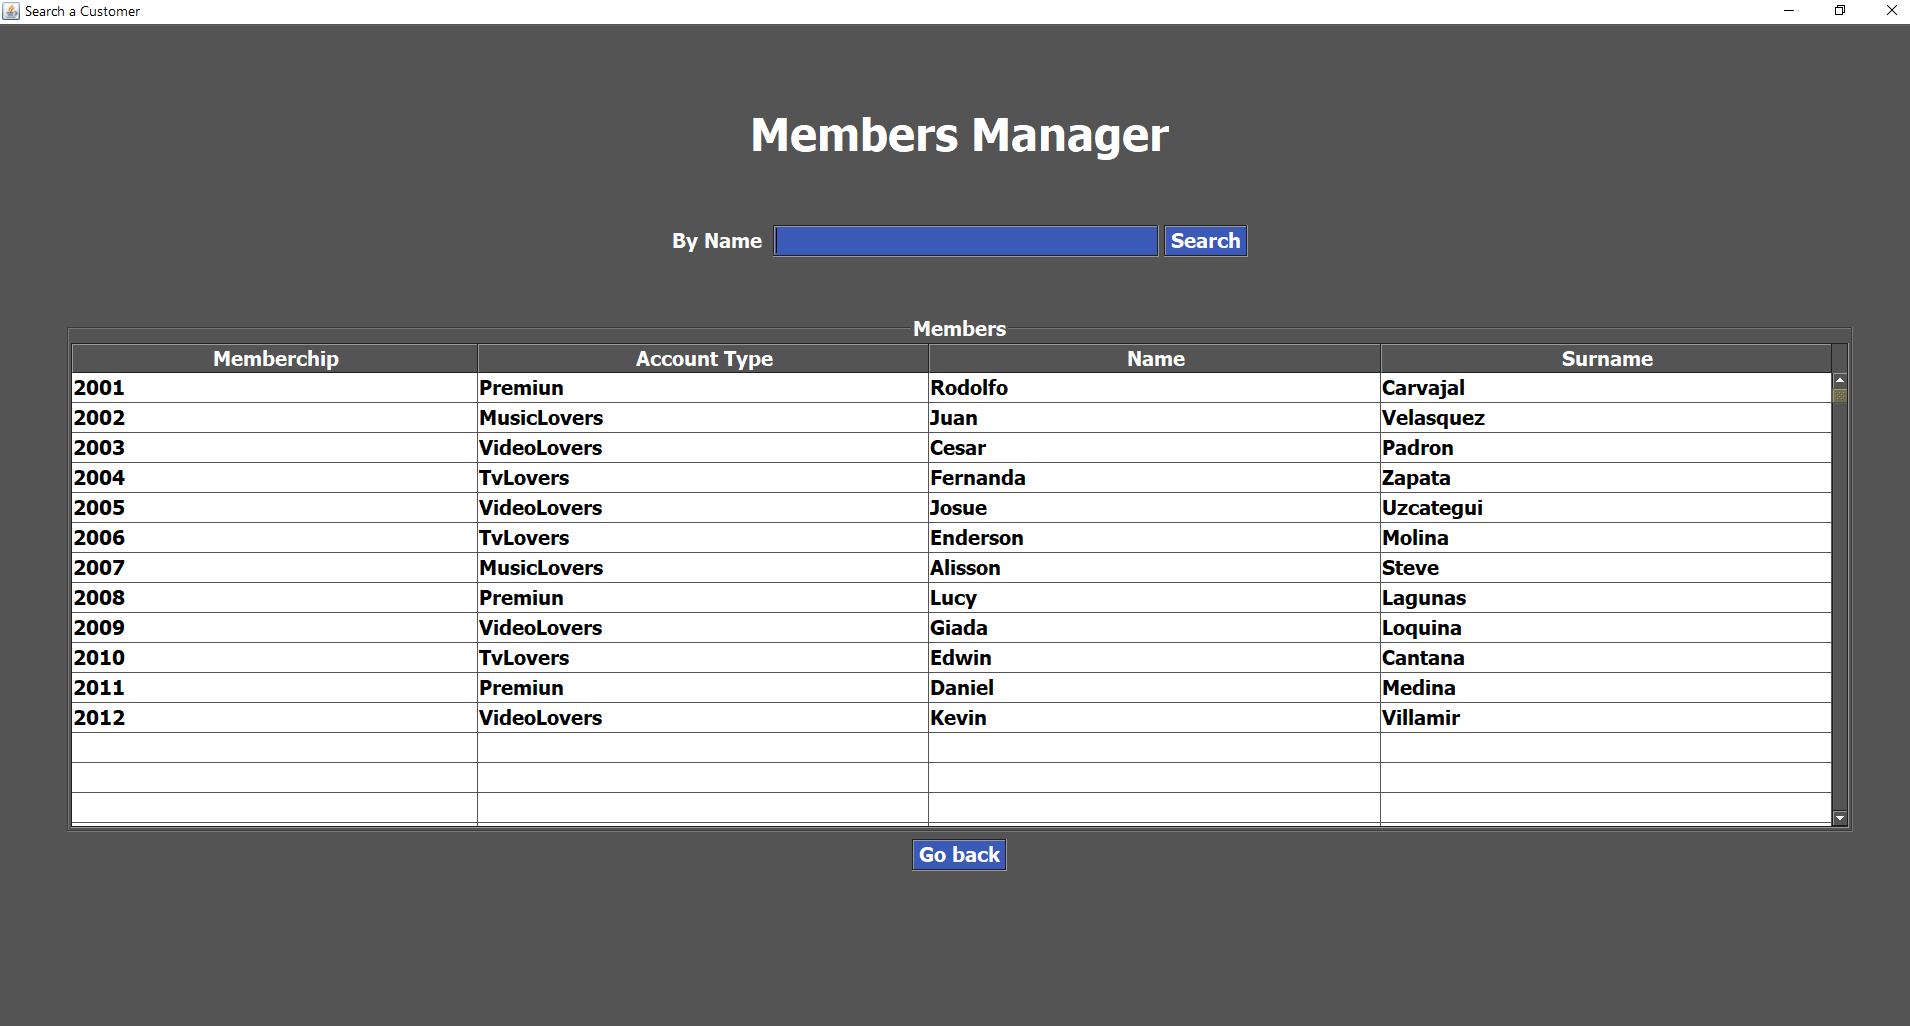 Search a Customer
Members Manager
By Name Search
Members
Memberchip Account Type Name Surname
2001 Premiun Rodolfo Carvajal
2002 MusicLovers Juan Velasquez
2003 VideoLovers Cesar Padron
2004 TvLovers Fernanda Zapata
2005 VideoLovers Josue Uzcategui
2006 TvLovers Enderson Molina
2007 MusicLovers Alisson Steve
2008 Premiun Lucy Lagunas
2009 VideoLovers Giada Loquina
2010 TvLovers Edwin Cantana
2011 Premiun Daniel Medina
2012 VideoLovers Kevin Villamir
Go back